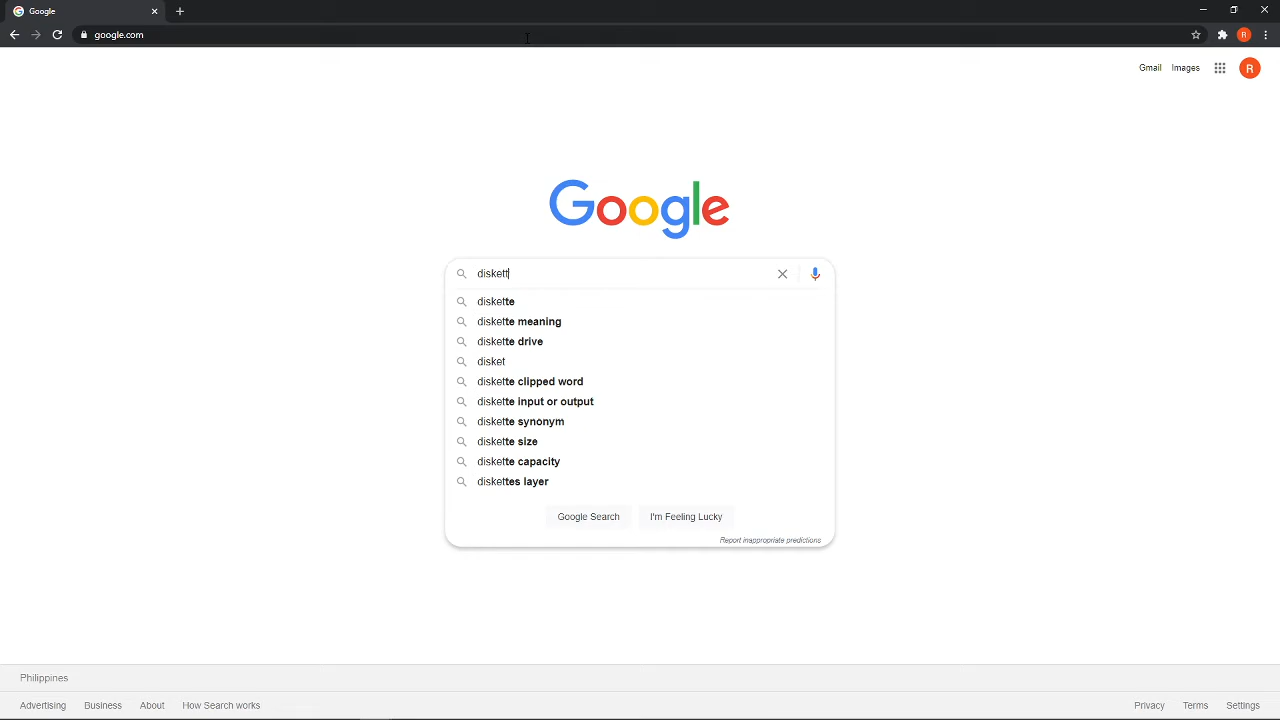 Google
google.com
R
Gmail Images
R
Google
diskett
diskette
diskette meaning
diskette drive
disket
diskette clipped word
diskette input or output
diskette synonym
diskette size
diskette capacity
diskettes layer
Google Search I'm Feeling Lucky
Report inappropriate predictions
Philippines
Advertising Business About How Search works Privacy Terms Settings